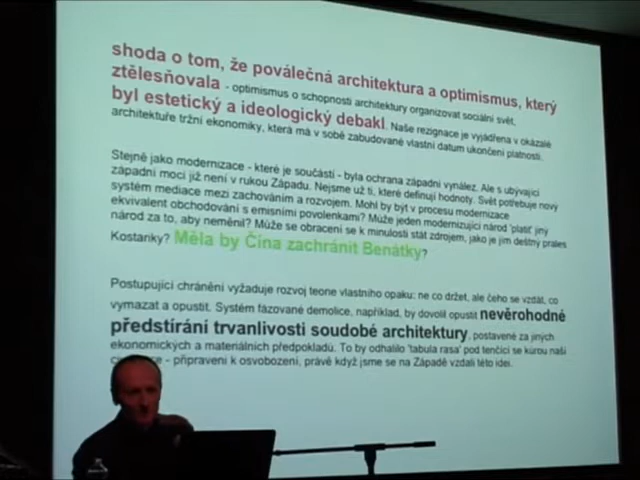 shoda o tom, že poválečná architektura a optimismus, který
ztělesňovala - optimismus o schopnosti architektury organizovat sociální svět,
byl estetický a ideologický debakl. Naše rezignace je vyjádřena v okázalé
architektuře tržní ekonomiky, která má v sobě zabudované vlastní datum ukončení platnosti.
Stejně jako modernizace - které je součástí - byla ochrana západní vynález. Ale s ubývající
západní mocí již není v rukou Západu. Nejsme už ti, které definují hodnoty. Svět potřebuje nový
systém mediace mezi zachováním a rozvojem. Mohl by být v procesu modernizace
ekvivalent obchodování s emisními povolenkami? Může jeden modernizující národ 'platit' jiný
národ za to, aby neměnil? Může se obracení se k minulosti stát zdrojem, jako je jim deštný prales
Kostariky? Měla by Čína zachránit Benátky?
Postupující chránění vyžaduje rozvoj teorie vlastního opaku: ne co držet, ale čeho se vzdát, co
vymazat a opustit. Systém fázované demolice, například, by dovolil opustit nevěrohodné
předstírání trvanlivosti soudobé architektury, postavené za jiných
ekonomických a materiálních předpokladů. To by odhalilo 'tabula rasa' pod tenčící se kůrou naší
- připravení k osvobození, právě když jsme se na Západě vzdali této idei.